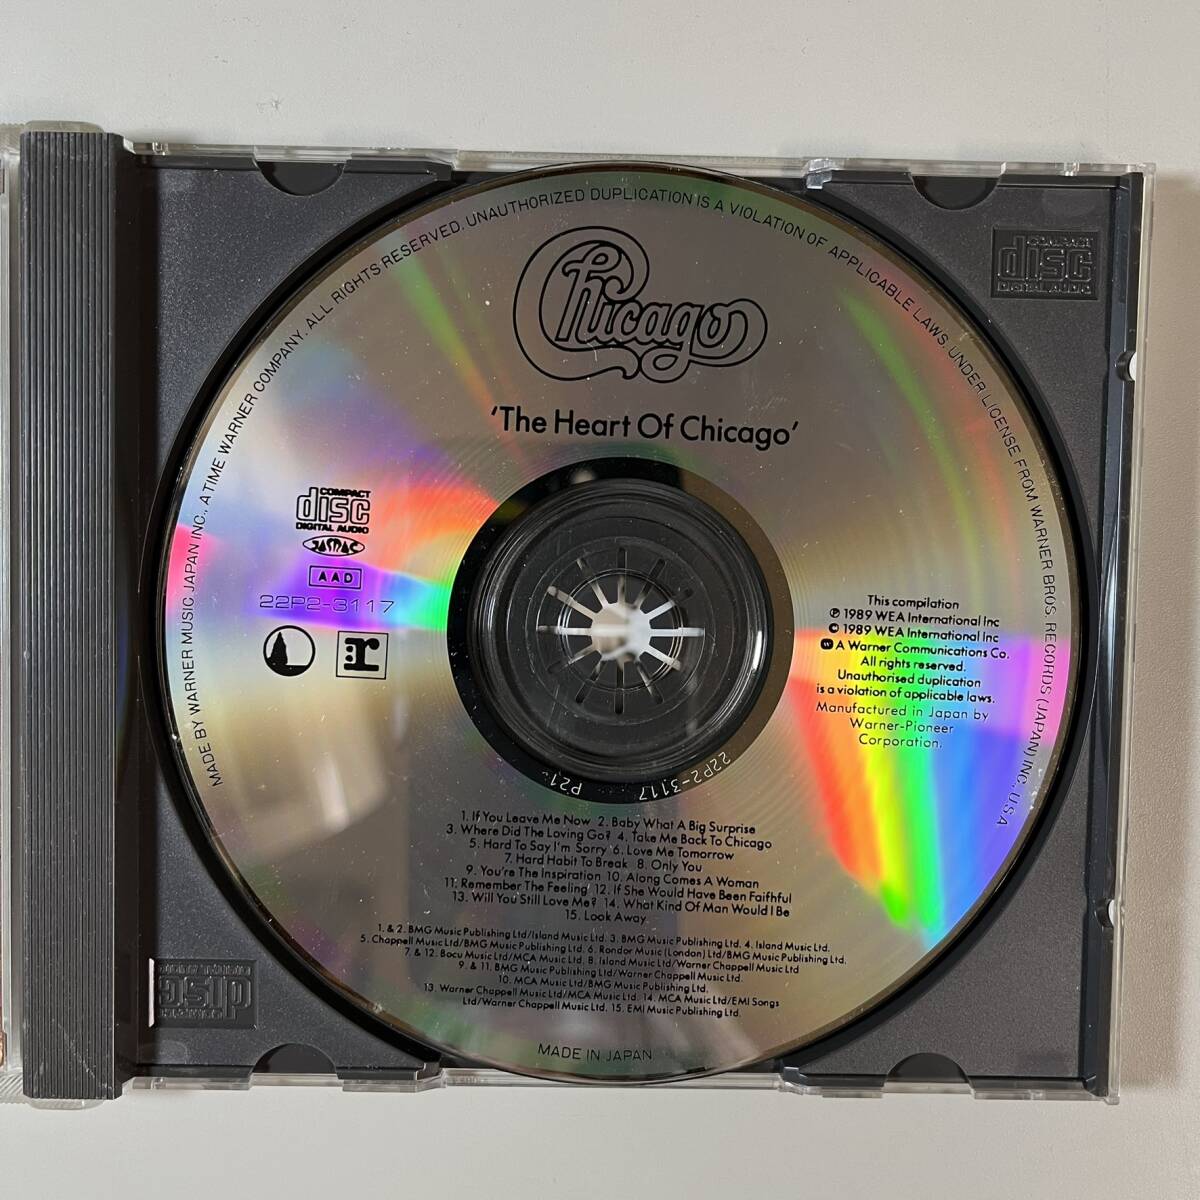 MADE BY WARNER MUSIC JAPAN INC., A TIME WARNER COMPANY. ALL RIGHTS RESERVED. UNAUTHORIZED DUPLICATION IS A VIOLATION OF APPLICABLE LAWS. UNDER LICENSE FROM WARNER BROS. RECORDS (JAPAN) INC., USA
Chicago
'The Heart Of Chicago'
COMPACT
disc
DIGITAL AUDIO
JASRAC
AAD
22P2-3117
r
This compilation
℗ 1989 WEA International Inc
© 1989 WEA International Inc
A Warner Communications Co.
All rights reserved.
Unauthorised duplication
is a violation of applicable laws.
Manufactured in Japan by
Warner-Pioneer
Corporation.
22P2-3117 P21
1. If You Leave Me Now 2. Baby What A Big Surprise
3. Where Did The Loving Go? 4. Take Me Back To Chicago
5. Hard To Say I'm Sorry 6. Love Me Tomorrow
7. Hard Habit To Break 8. Only You
9. You're The Inspiration 10. Along Comes A Woman
11. Remember The Feeling 12. If She Would Have Been Faihful
13. Will You Still Love Me? 14. What Kind Of Man Would I Be
15. Look Away
1. & 2. BMG Music Publishing Ltd/Island Music Ltd. 3. BMG Music Publishing Ltd. 4. Island Music Ltd.
5. Chappell Music Ltd/BMG Music Publishing Ltd. 6. Rondor Music (London) Ltd/BMG Music Publishing Ltd.
7. & 12. Bocu Music Ltd/MCA Music Ltd. 8. Island Music Ltd/Warner Chappell Music Ltd
9. & 11. BMG Music Publishing Ltd/Warner Chappell Music Ltd.
10. MCA Music Ltd/BMG Music Publishing Ltd.
13. Warner Chappell Music Ltd/MCA Music Ltd. 14. MCA Music Ltd/EMI Songs
Ltd/Warner Chappell Music Ltd. 15. EMI Music Publishing Ltd.
MADE IN JAPAN
COMPACT
disc
DIGITAL AUDIO
COMPACT
disc
DIGITAL AUDIO